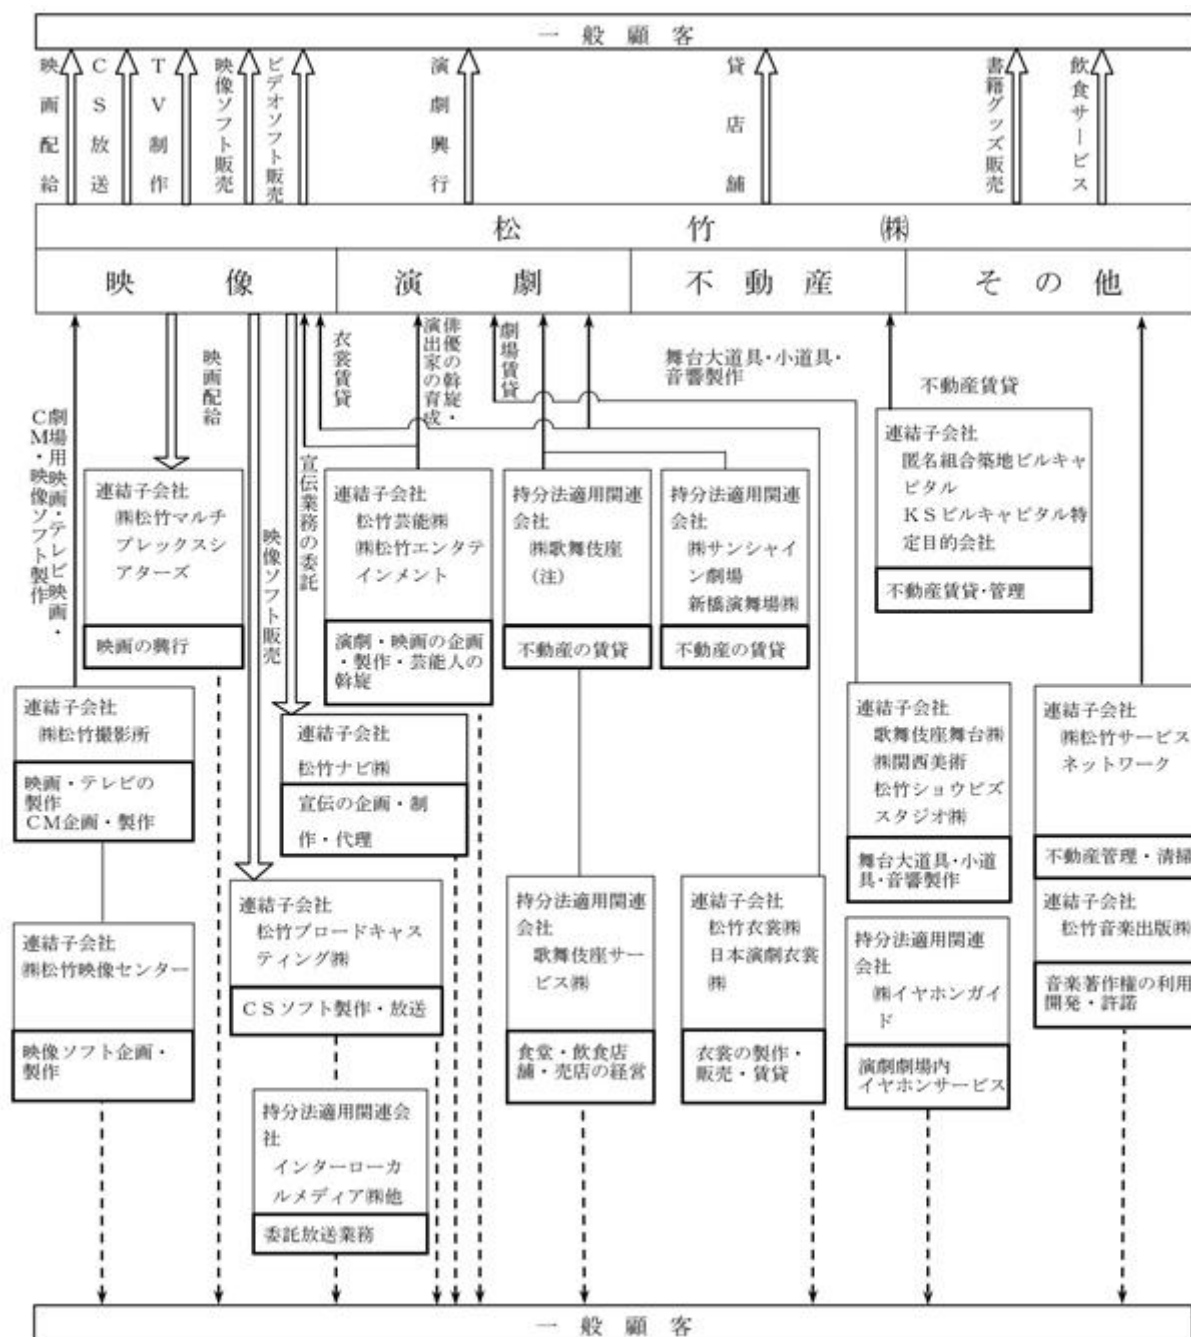 一般顧客
映画配給
CS放送
TV制作
映像ソフト販売
ビデオソフト販売
演劇興行
貸店舗
書籍グッズ販売
飲食サービス
松竹㈱
映像
演劇
不動産
その他
劇場用映画・テレビ映画・
CM・映像ソフト製作
映画配給
映像ソフト販売
宣伝業務の委託
衣裳賃貸
俳優の斡旋・
演出家の育成
劇場賃貸
舞台大道具・小道具・
音響製作
不動産賃貸
連結子会社
匿名組合築地ビルキャ
ピタル
KSビルキャピタル特
定目的会社
不動産賃貸・管理
連結子会社
㈱松竹マルチ
プレックスシ
アターズ
映画の興行
連結子会社
松竹芸能㈱
㈱松竹エンタテ
インメント
演劇・映画の企画
・製作・芸能人の
斡旋
持分法適用関連
会社
㈱歌舞伎座
(注)
不動産の賃貸
持分法適用関連
会社
㈱サンシャイ
ン劇場
新橋演舞場㈱
不動産の賃貸
連結子会社
㈱松竹撮影所
映画・テレビの
製作
CM企画・製作
連結子会社
松竹ナビ㈱
宣伝の企画・制
作・代理
連結子会社
歌舞伎座舞台㈱
㈱関西美術
松竹ショウビズ
スタジオ㈱
舞台大道具・小道
具・音響製作
連結子会社
㈱松竹サービス
ネットワーク
不動産管理・清掃
連結子会社
㈱松竹映像センター
映像ソフト企画・
製作
連結子会社
松竹ブロードキャス
ティング㈱
CSソフト製作・放送
持分法適用関連会
社
インターローカ
ルメディア㈱他
委託放送業務
持分法適用関連
会社
歌舞伎座サー
ビス㈱
食堂・飲食店
舗・売店の経営
連結子会社
松竹衣裳㈱
日本演劇衣裳
㈱
衣裳の製作・
販売・賃貸
持分法適用関連
会社
㈱イヤホンガイ
ド
演劇劇場内
イヤホンサービス
連結子会社
松竹音楽出版㈱
音楽著作権の利用
開発・許諾
一般顧客